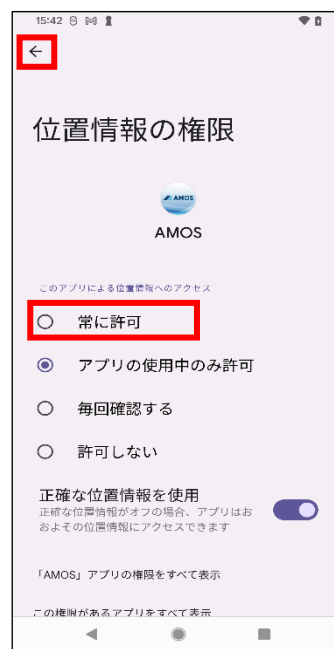 15:42
位置情報の権限
AMOS
AMOS
このアプリによる位置情報へのアクセス
常に許可
アプリの使用中のみ許可
毎回確認する
許可しない
正確な位置情報を使用
正確な位置情報がオフの場合、アプリはお
およその位置情報にアクセスできます
「AMOS」アプリの権限をすべて表示
この権限があるアプリをすべて表示